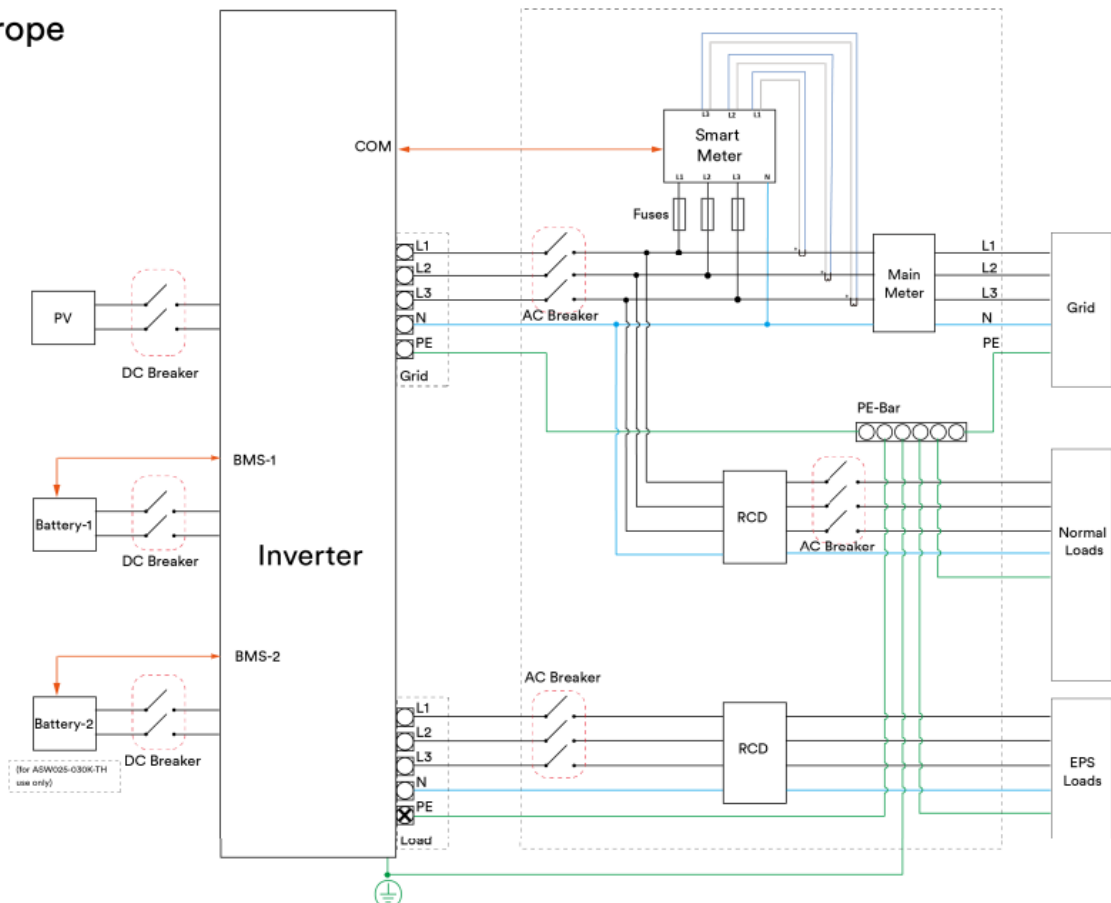 rope
COM
L3 L2 L1
Smart
Meter
L1 L2 L3 N
Fuses
L1
L2
L3
N
PE
Grid
AC Breaker
Main
Meter
L1
L2
L3
N
PE
Grid
PV
DC Breaker
PE-Bar
BMS-1
Battery-1
DC Breaker
Inverter
RCD
AC Breaker
Normal
Loads
BMS-2
Battery-2
(for ASW025-030K-TH
use only)
DC Breaker
L1
L2
L3
N
PE
Load
AC Breaker
RCD
EPS
Loads